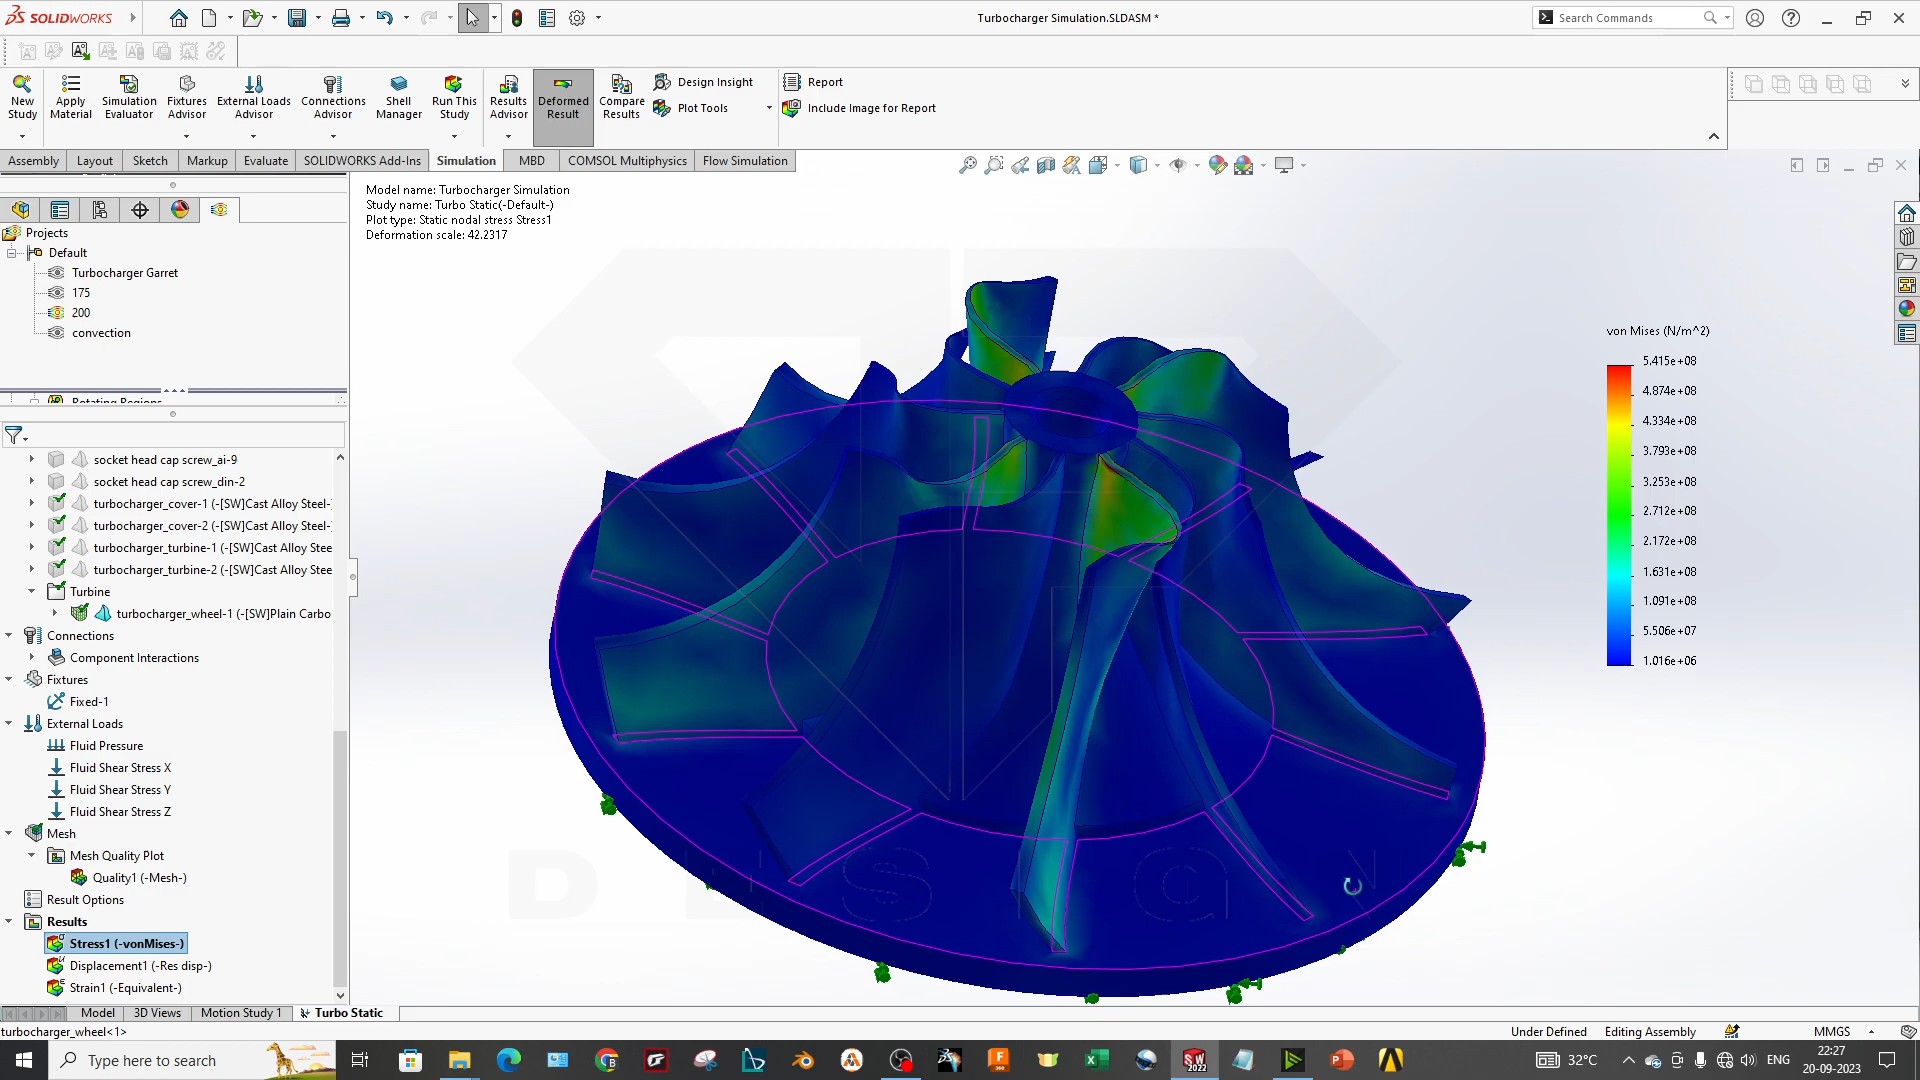 SOLIDWORKS
Turbocharger Simulation.SLDASM *
Search Commands
New Study
Apply Material
Simulation Evaluator
Fixtures Advisor
External Loads Advisor
Connections Advisor
Shell Manager
Run This Study
Results Advisor
Deformed Result
Compare Results
Design Insight
Plot Tools
Report
Include Image for Report
Assembly
Layout
Sketch
Markup
Evaluate
SOLIDWORKS Add-Ins
Simulation
MBD
COMSOL Multiphysics
Flow Simulation
Model name: Turbocharger Simulation
Study name: Turbo Static(-Default-)
Plot type: Static nodal stress Stress1
Deformation scale: 42.2317
Projects
Default
Turbocharger Garret
175
200
convection
Rotating Regions
socket head cap screw_ai-9
socket head cap screw_din-2
turbocharger_cover-1 (-[SW]Cast Alloy Steel-
turbocharger_cover-2 (-[SW]Cast Alloy Steel-
turbocharger_turbine-1 (-[SW]Cast Alloy Stee
turbocharger_turbine-2 (-[SW]Cast Alloy Stee
Turbine
turbocharger_wheel-1 (-[SW]Plain Carbo
Connections
Component Interactions
Fixtures
Fixed-1
External Loads
Fluid Pressure
Fluid Shear Stress X
Fluid Shear Stress Y
Fluid Shear Stress Z
Mesh
Mesh Quality Plot
Quality1 (-Mesh-)
Result Options
Results
Stress1 (-vonMises-)
Displacement1 (-Res disp-)
Strain1 (-Equivalent-)
von Mises (N/m^2)
5.415e+08
4.874e+08
4.334e+08
3.793e+08
3.253e+08
2.712e+08
2.172e+08
1.631e+08
1.091e+08
5.506e+07
1.016e+06
DESIGN
Model
3D Views
Motion Study 1
Turbo Static
turbocharger_wheel<1>
Under Defined
Editing Assembly
MMGS
Type here to search
32°C
ENG
22:27
20-09-2023